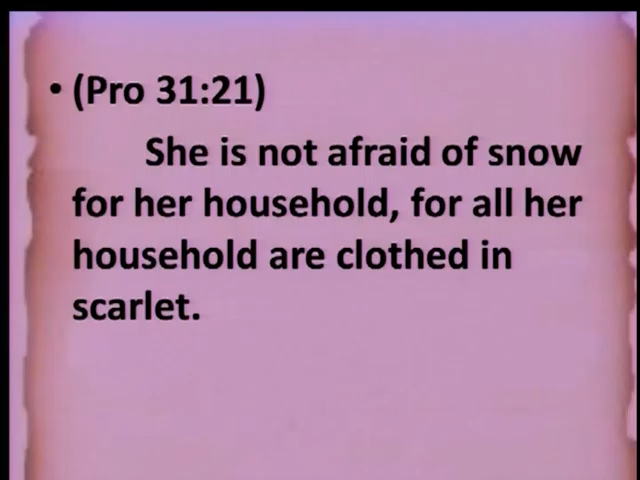 • (Pro 31:21)
She is not afraid of snow
for her household, for all her
household are clothed in
scarlet.